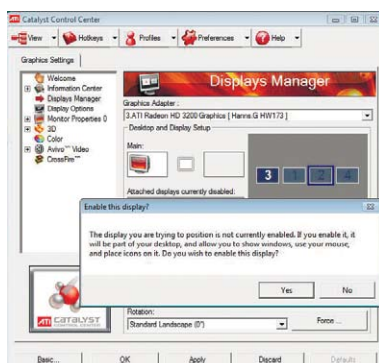 ATI Catalyst Control Center
View Hotkeys Profiles Preferences Help
Graphics Settings
Welcome
Information Center
Displays Manager
Display Options
Monitor Properties 0
3D
Color
Avivo™ Video
CrossFire™
Displays Manager
Graphics Adapter:
3.ATI Radeon HD 3200 Graphics [ Hanns.G HW173 ]
Desktop and Display Setup
Main:
3 1 2 4
Attached displays currently disabled:
Enable this display?
The display you are trying to position is not currently enabled. If you enable it, it
will be part of your desktop, and allow you to show windows, use your mouse,
and place icons on it. Do you wish to enable this display?
Yes No
ATI CATALYST
CONTROL CENTER
Rotation:
Standard Landscape (0°)
Force ...
Basic... OK Apply Discard Defaults